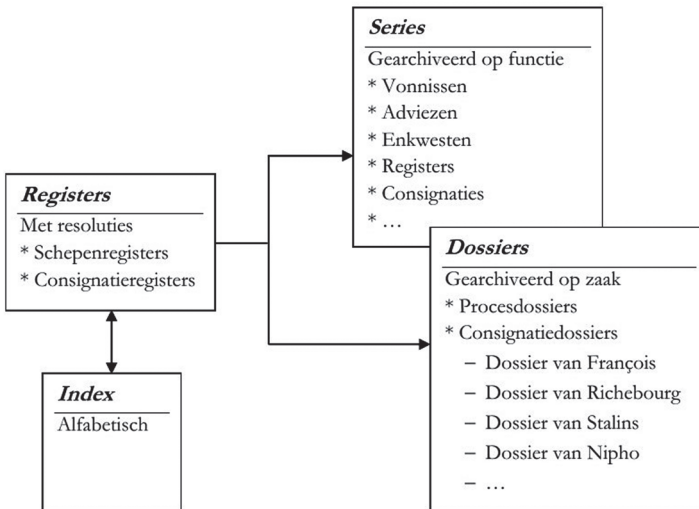 Series
Gearchiveerd op functie
* Vonnissen
* Adviezen
* Enkwesten
* Registers
* Consignaties
* …
Registers
Met resoluties
* Schepenregisters
* Consignatieregisters
Dossiers
Gearchiveerd op zaak
* Procesdossiers
* Consignatiedossiers
– Dossier van François
– Dossier van Richebourg
– Dossier van Stalins
– Dossier van Nipho
– …
Index
Alfabetisch